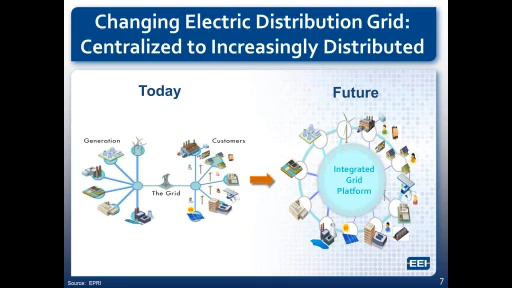 Changing Electric Distribution Grid:
Centralized to Increasingly Distributed
Today
Future
Generation
Customers
The Grid
Integrated
Grid
Platform
EEI
Source: EPRI
7